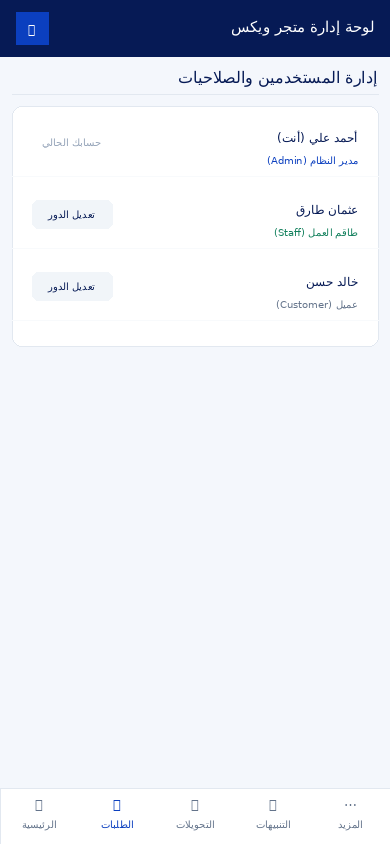 لوحة إدارة متجر ويكس
إدارة المستخدمين والصلاحيات
أحمد علي (أنت)
مدير النظام (Admin)
حسابك الحالي
عثمان طارق
طاقم العمل (Staff)
تعديل الدور
خالد حسن
عميل (Customer)
تعديل الدور
المزيد
التنبيهات
التحويلات
الطلبات
الرئيسية